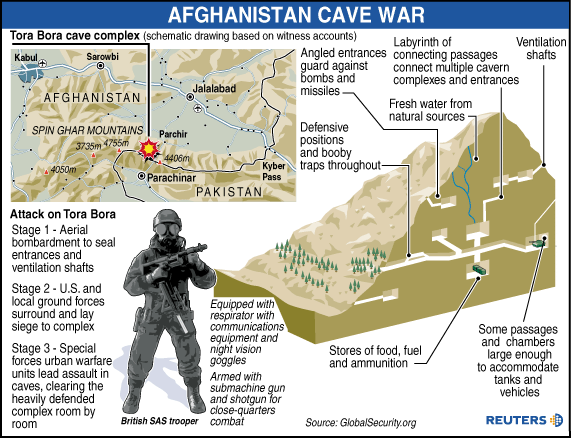 AFGHANISTAN CAVE WAR
Tora Bora cave complex (schematic drawing based on witness accounts)
Kabul
Sarowbi
Jalalabad
AFGHANISTAN
SPIN GHAR MOUNTAINS
Parchir
3735m
4755m
4406m
4050m
Parachinar
Kyber
Pass
PAKISTAN
Angled entrances
guard against
bombs and
missiles
Labyrinth of
connecting passages
connect multiple cavern
complexes and entrances
Ventilation
shafts
Fresh water from
natural sources
Defensive
positions
and booby
traps throughout
Attack on Tora Bora
Stage 1 - Aerial
bombardment to seal
entrances and
ventilation shafts
Stage 2 - U.S. and
local ground forces
surround and lay
siege to complex
Stage 3 - Special
forces urban warfare
units lead assault in
caves, clearing the
heavily defended
complex room by
room
British SAS trooper
Equipped with
respirator with
communications
equipment and
night vision
goggles
Armed with
submachine gun
and shotgun for
close-quarters
combat
Stores of food, fuel
and ammunition
Some passages
and chambers
large enough
to accommodate
tanks and
vehicles
Source: GlobalSecurity.org
REUTERS